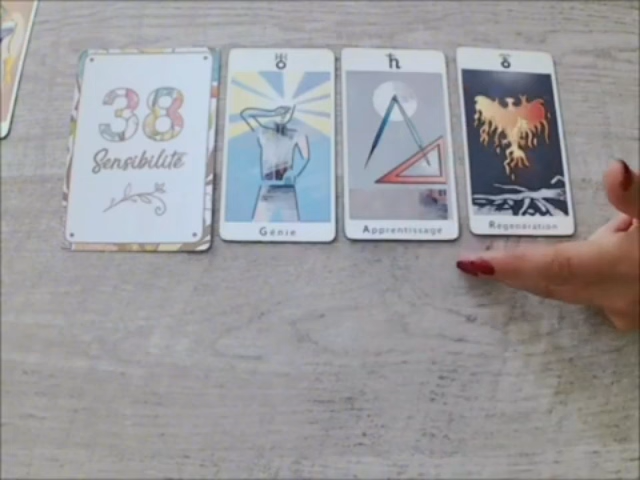 38
Sensibilité
Génie
Apprentissage
Régénération